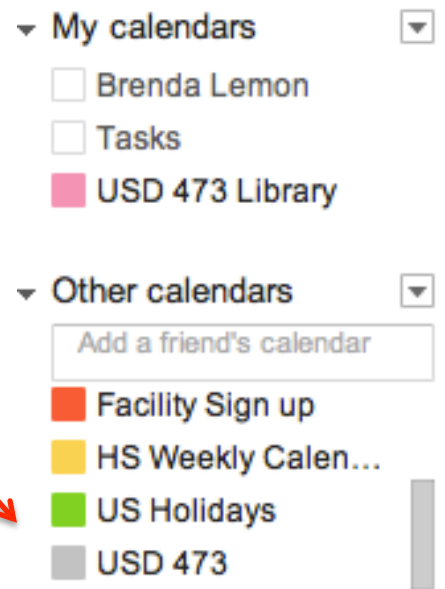 My calendars
Brenda Lemon
Tasks
USD 473 Library
Other calendars
Add a friend's calendar
Facility Sign up
HS Weekly Calen...
US Holidays
USD 473